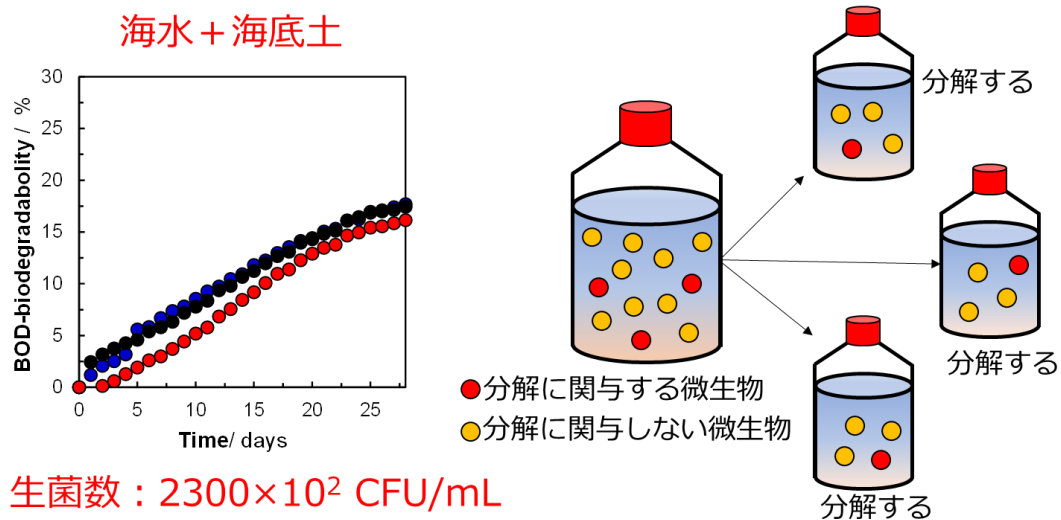 海水＋海底土
30
25
20
15
10
5
0
0 5 10 15 20 25
BOD-biodegradabolity / %
Time/ days
生菌数：2300×10² CFU/mL
分解する
分解する
分解する
分解に関与する微生物
分解に関与しない微生物